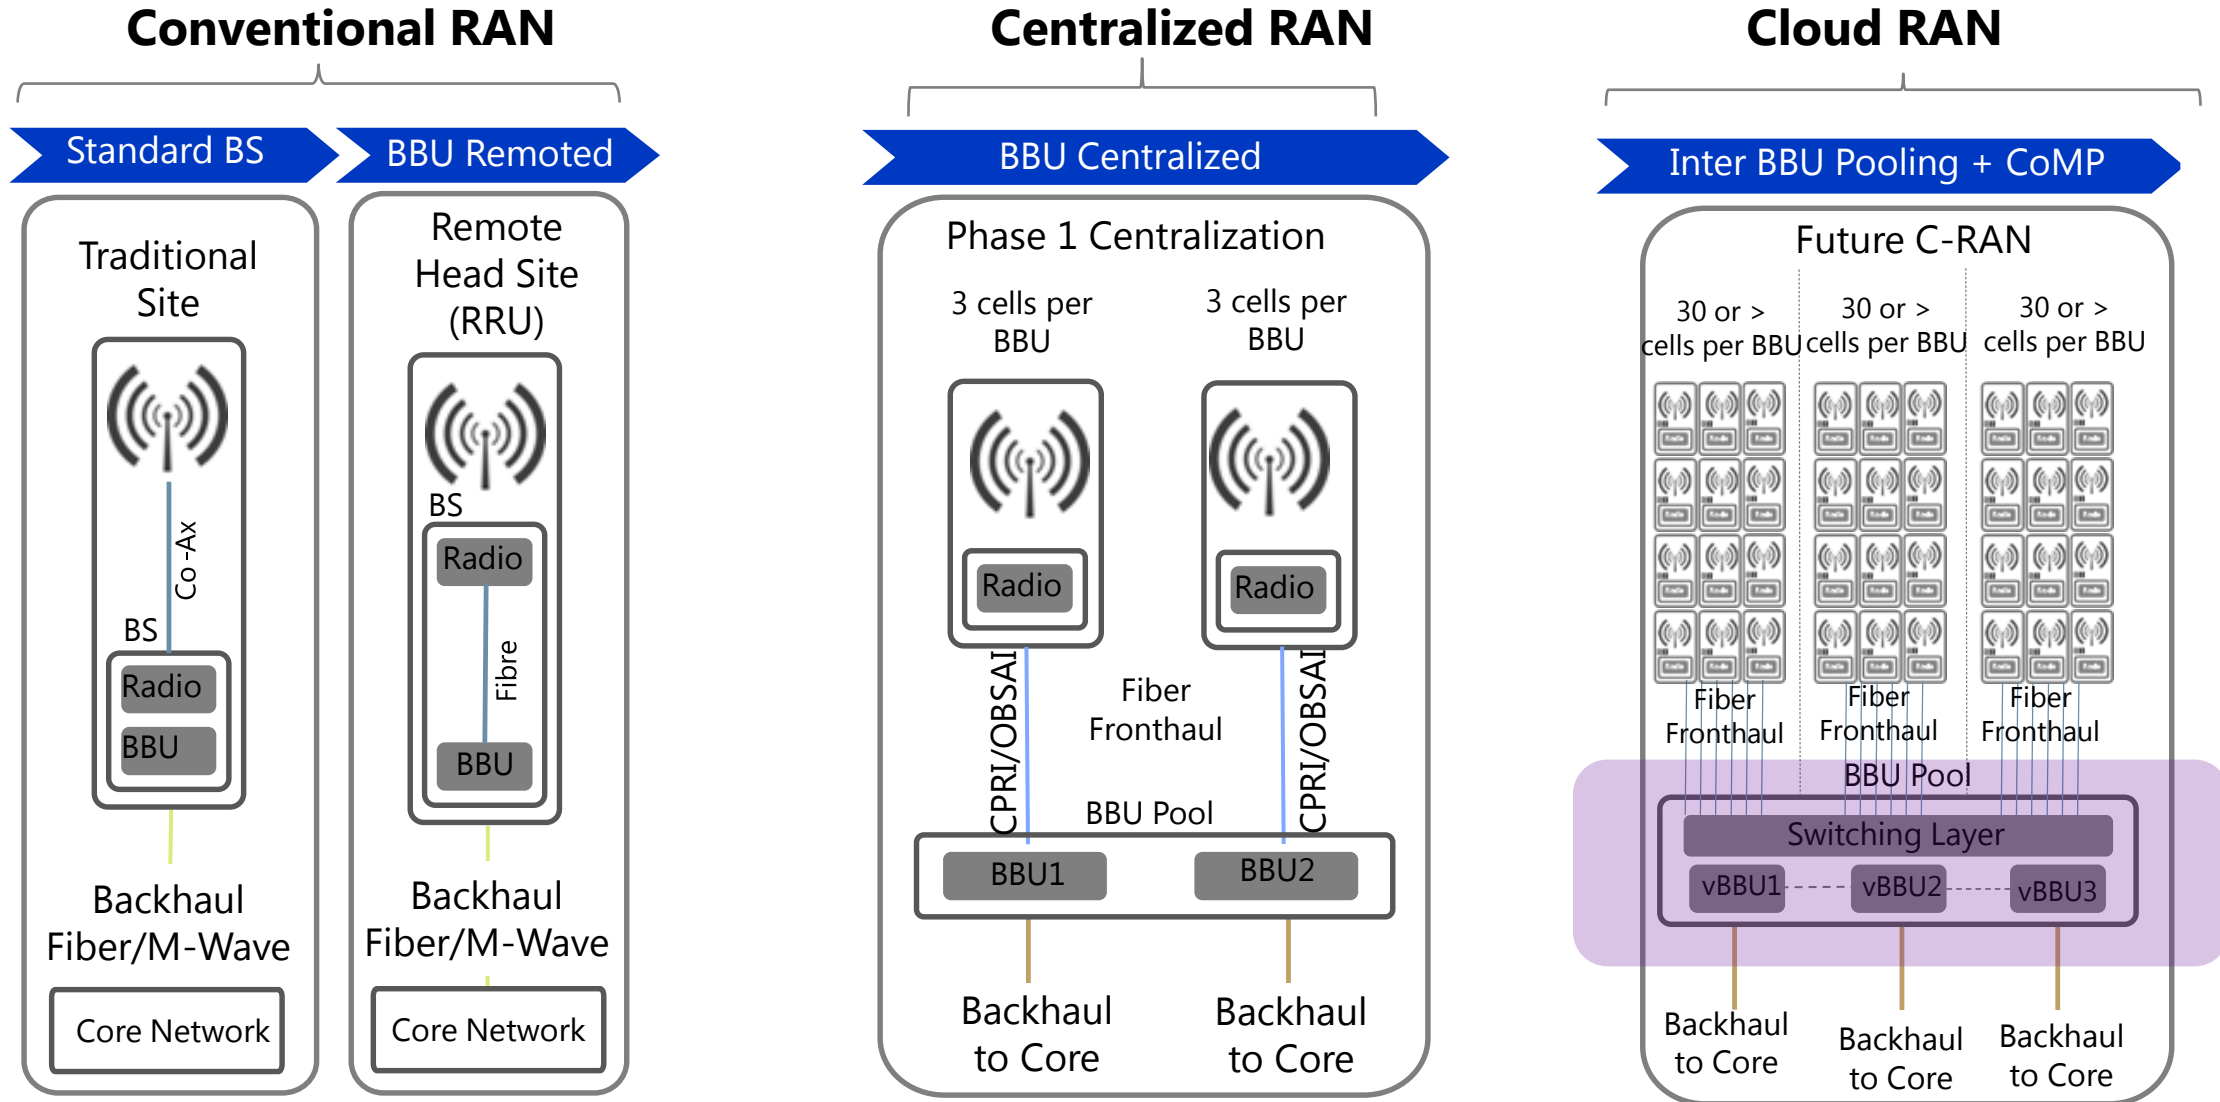 Conventional RAN
Standard BS
BBU Remoted
Traditional
Site
Co -Ax
BS
Radio
BBU
Backhaul
Fiber/M-Wave
Core Network
Remote
Head Site
(RRU)
BS
Radio
Fibre
BBU
Backhaul
Fiber/M-Wave
Core Network
Centralized RAN
BBU Centralized
Phase 1 Centralization
3 cells per
BBU
3 cells per
BBU
Radio
Radio
CPRI/OBSAI
Fiber
Fronthaul
CPRI/OBSAI
BBU Pool
BBU1
BBU2
Backhaul
to Core
Backhaul
to Core
Cloud RAN
Inter BBU Pooling + CoMP
Future C-RAN
30 or >
cells per BBU
30 or >
cells per BBU
30 or >
cells per BBU
Fiber
Fronthaul
Fiber
Fronthaul
Fiber
Fronthaul
BBU Pool
Switching Layer
vBBU1
vBBU2
vBBU3
Backhaul
to Core
Backhaul
to Core
Backhaul
to Core